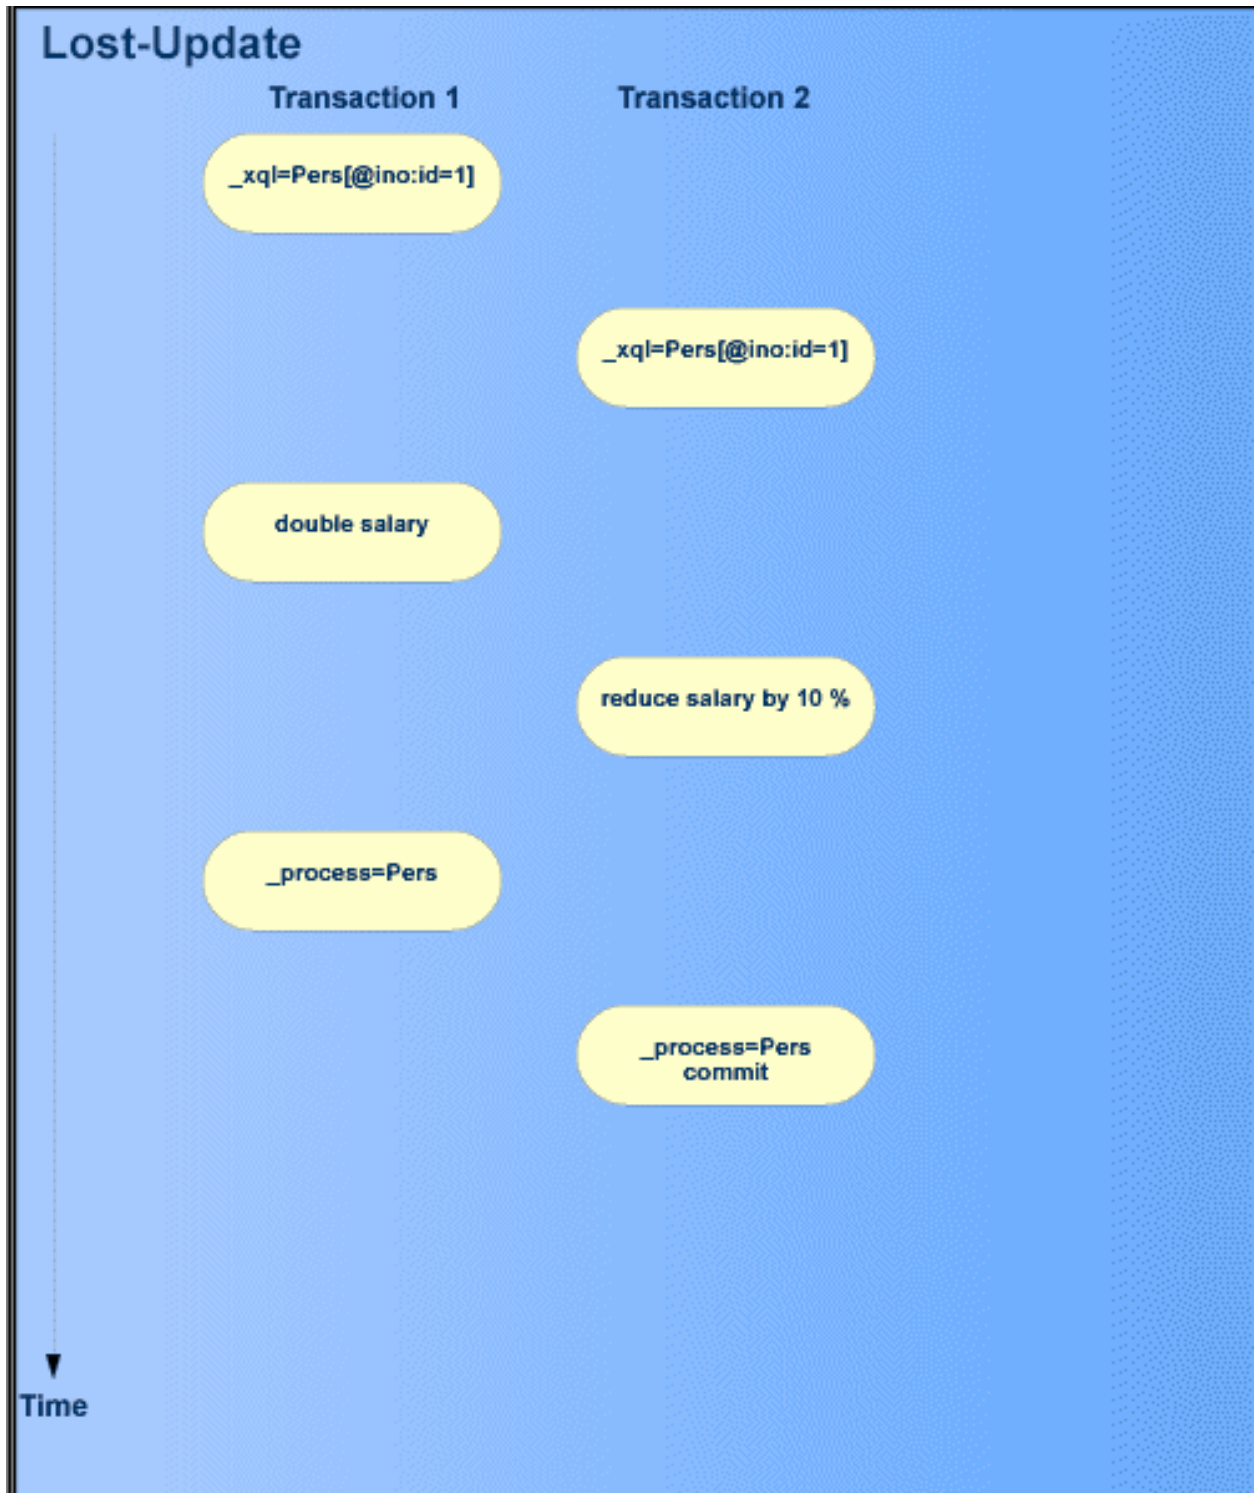 Lost-Update
Transaction 1
Transaction 2
_xql=Pers[@ino:id=1]
_xql=Pers[@ino:id=1]
double salary
reduce salary by 10 %
_process=Pers
_process=Pers
commit
Time